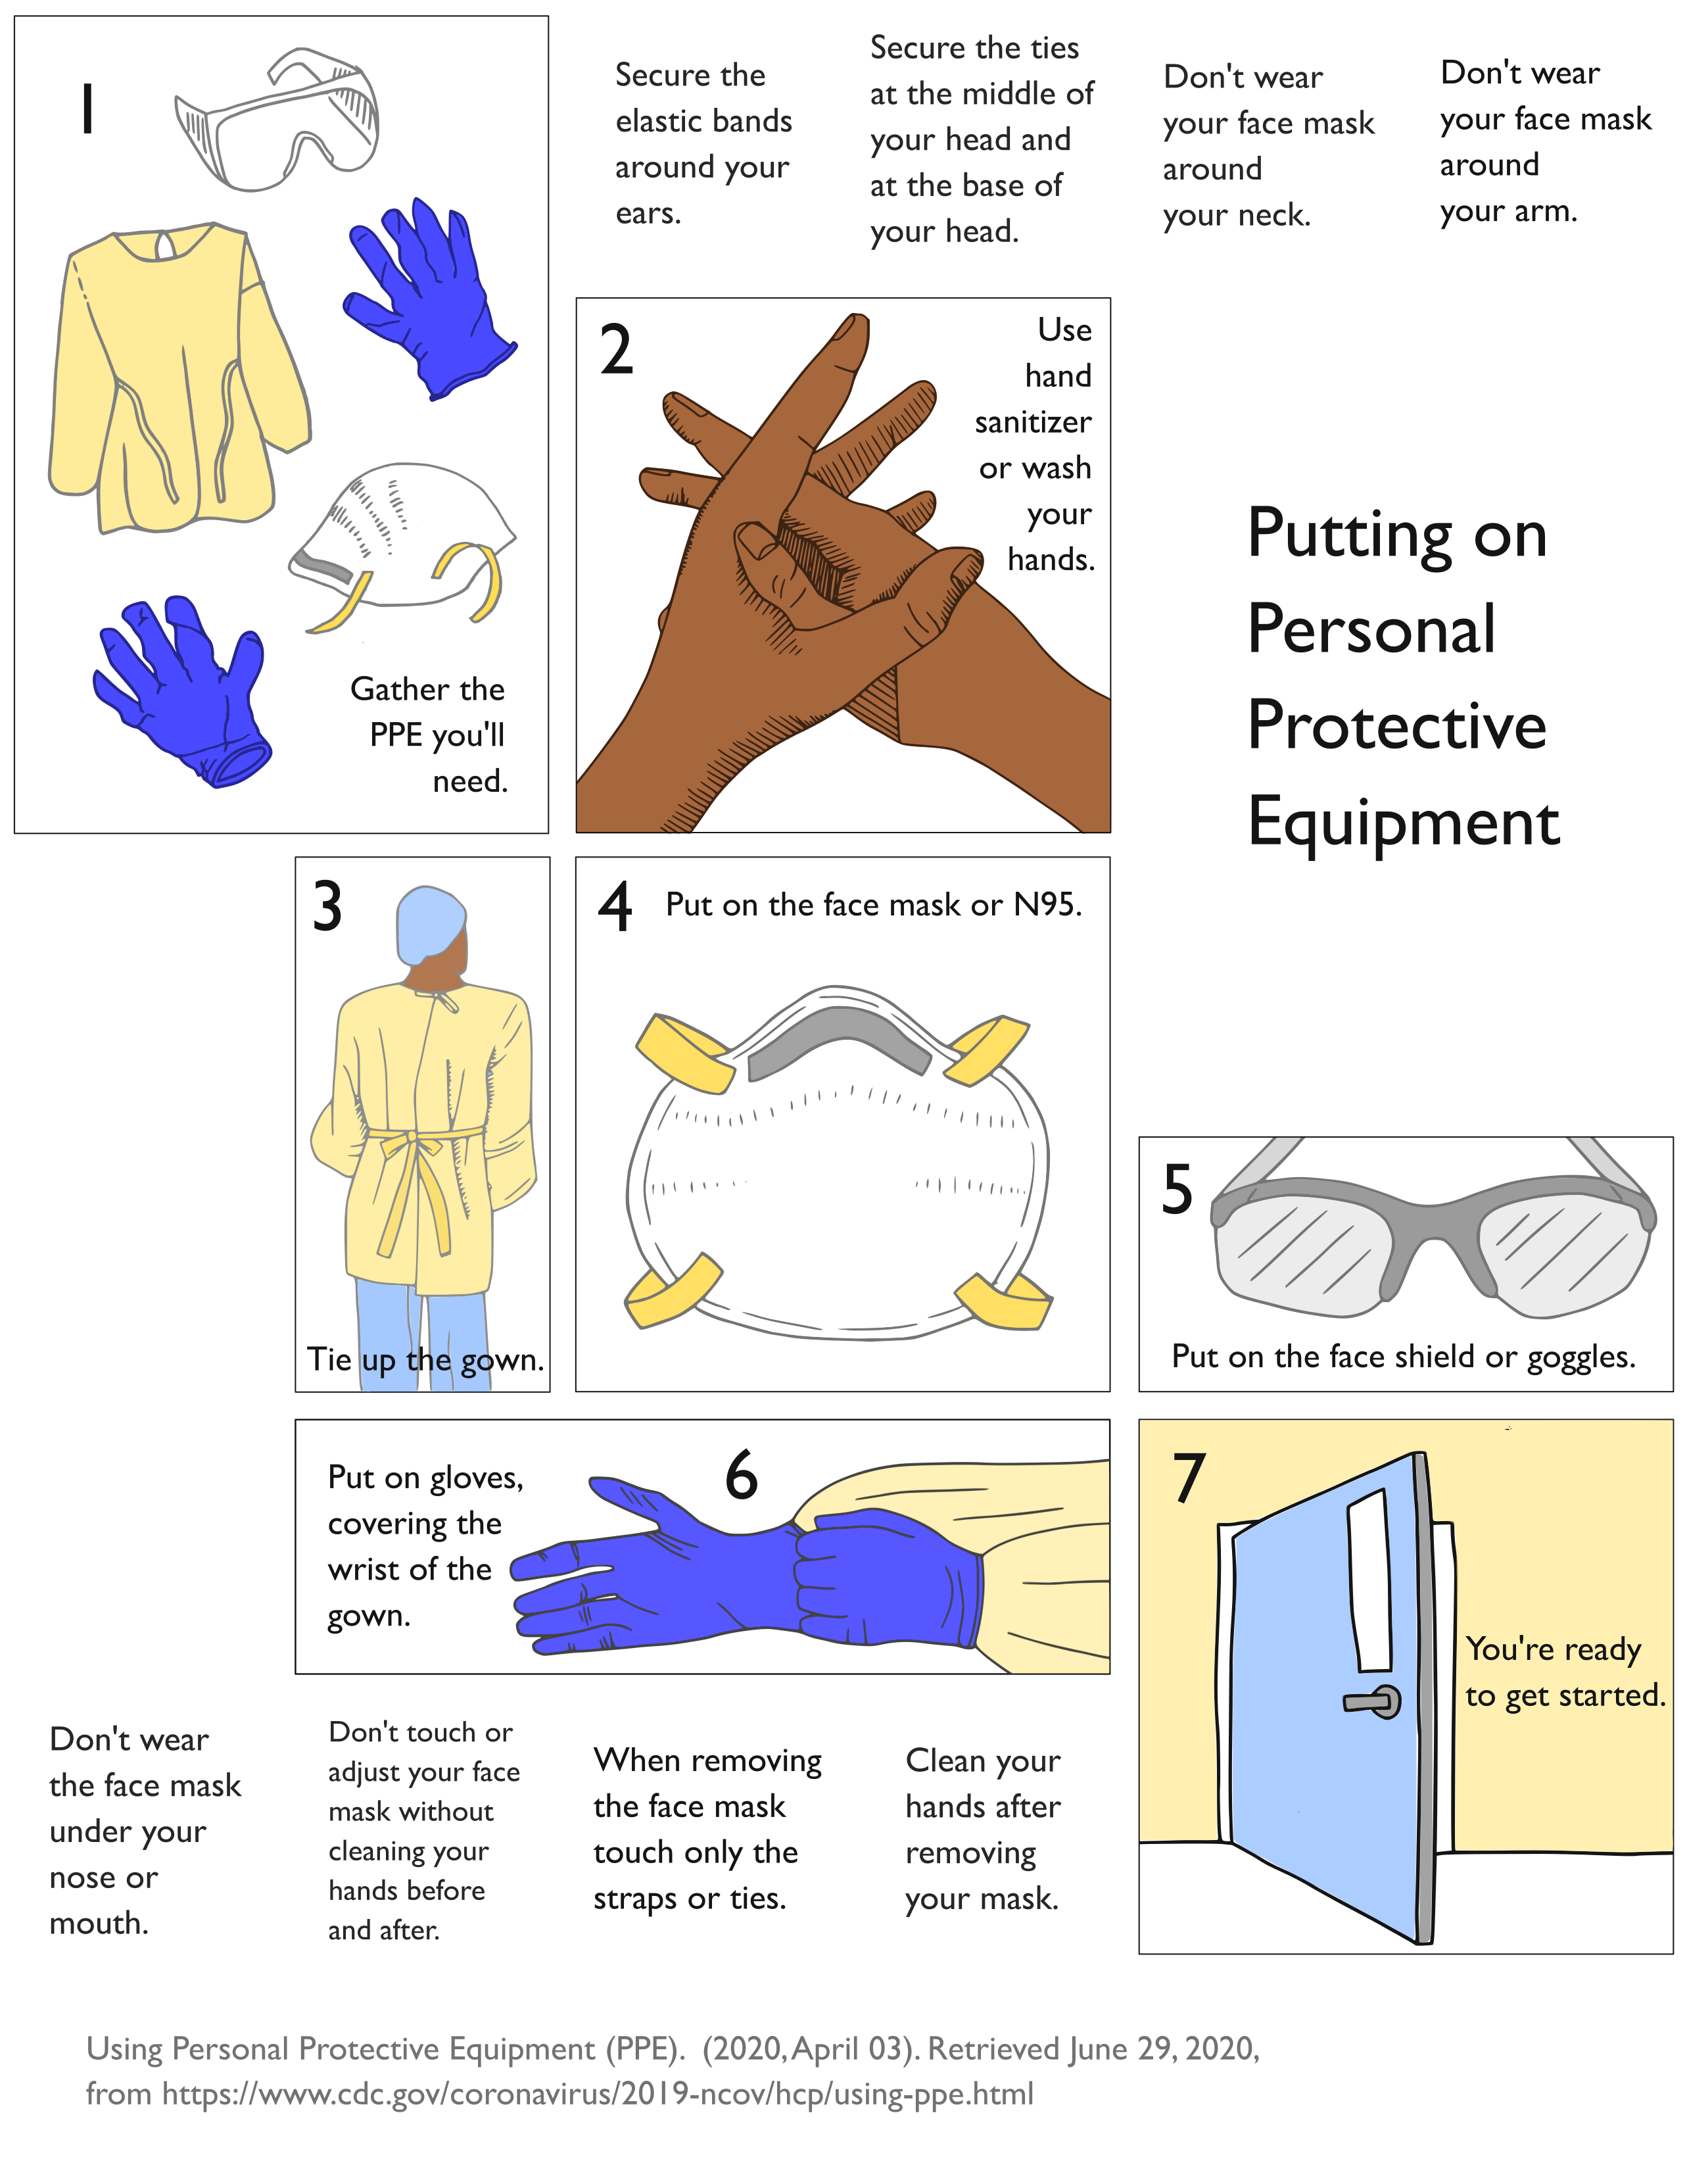 1
Gather the
PPE you'll
need.
Secure the
elastic bands
around your
ears.
Secure the ties
at the middle of
your head and
at the base of
your head.
Don't wear
your face mask
around
your neck.
Don't wear
your face mask
around
your arm.
2
Use
hand
sanitizer
or wash
your
hands.
Putting on
Personal
Protective
Equipment
3
Tie up the gown.
4
Put on the face mask or N95.
5
Put on the face shield or goggles.
6
Put on gloves,
covering the
wrist of the
gown.
7
You're ready
to get started.
Don't wear
the face mask
under your
nose or
mouth.
Don't touch or
adjust your face
mask without
cleaning your
hands before
and after.
When removing
the face mask
touch only the
straps or ties.
Clean your
hands after
removing
your mask.
Using Personal Protective Equipment (PPE).  (2020, April 03). Retrieved June 29, 2020,
from https://www.cdc.gov/coronavirus/2019-ncov/hcp/using-ppe.html